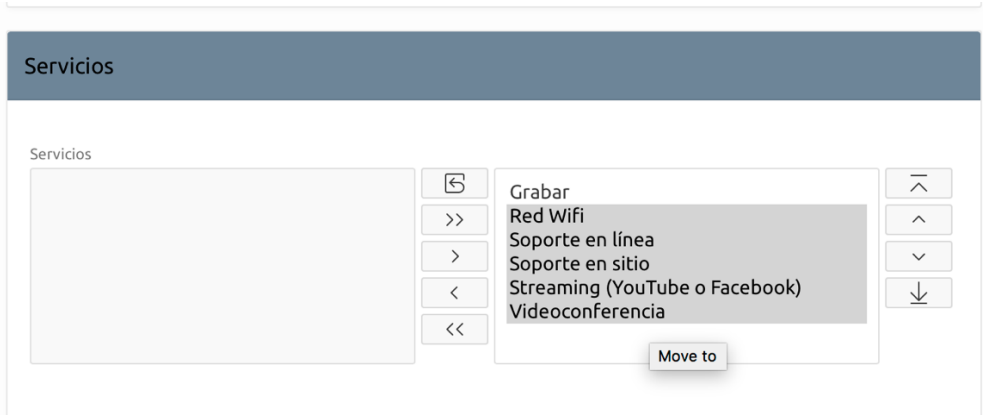 Servicios
Servicios
Grabar
Red Wifi
Soporte en línea
Soporte en sitio
Streaming (YouTube o Facebook)
Videoconferencia
Move to